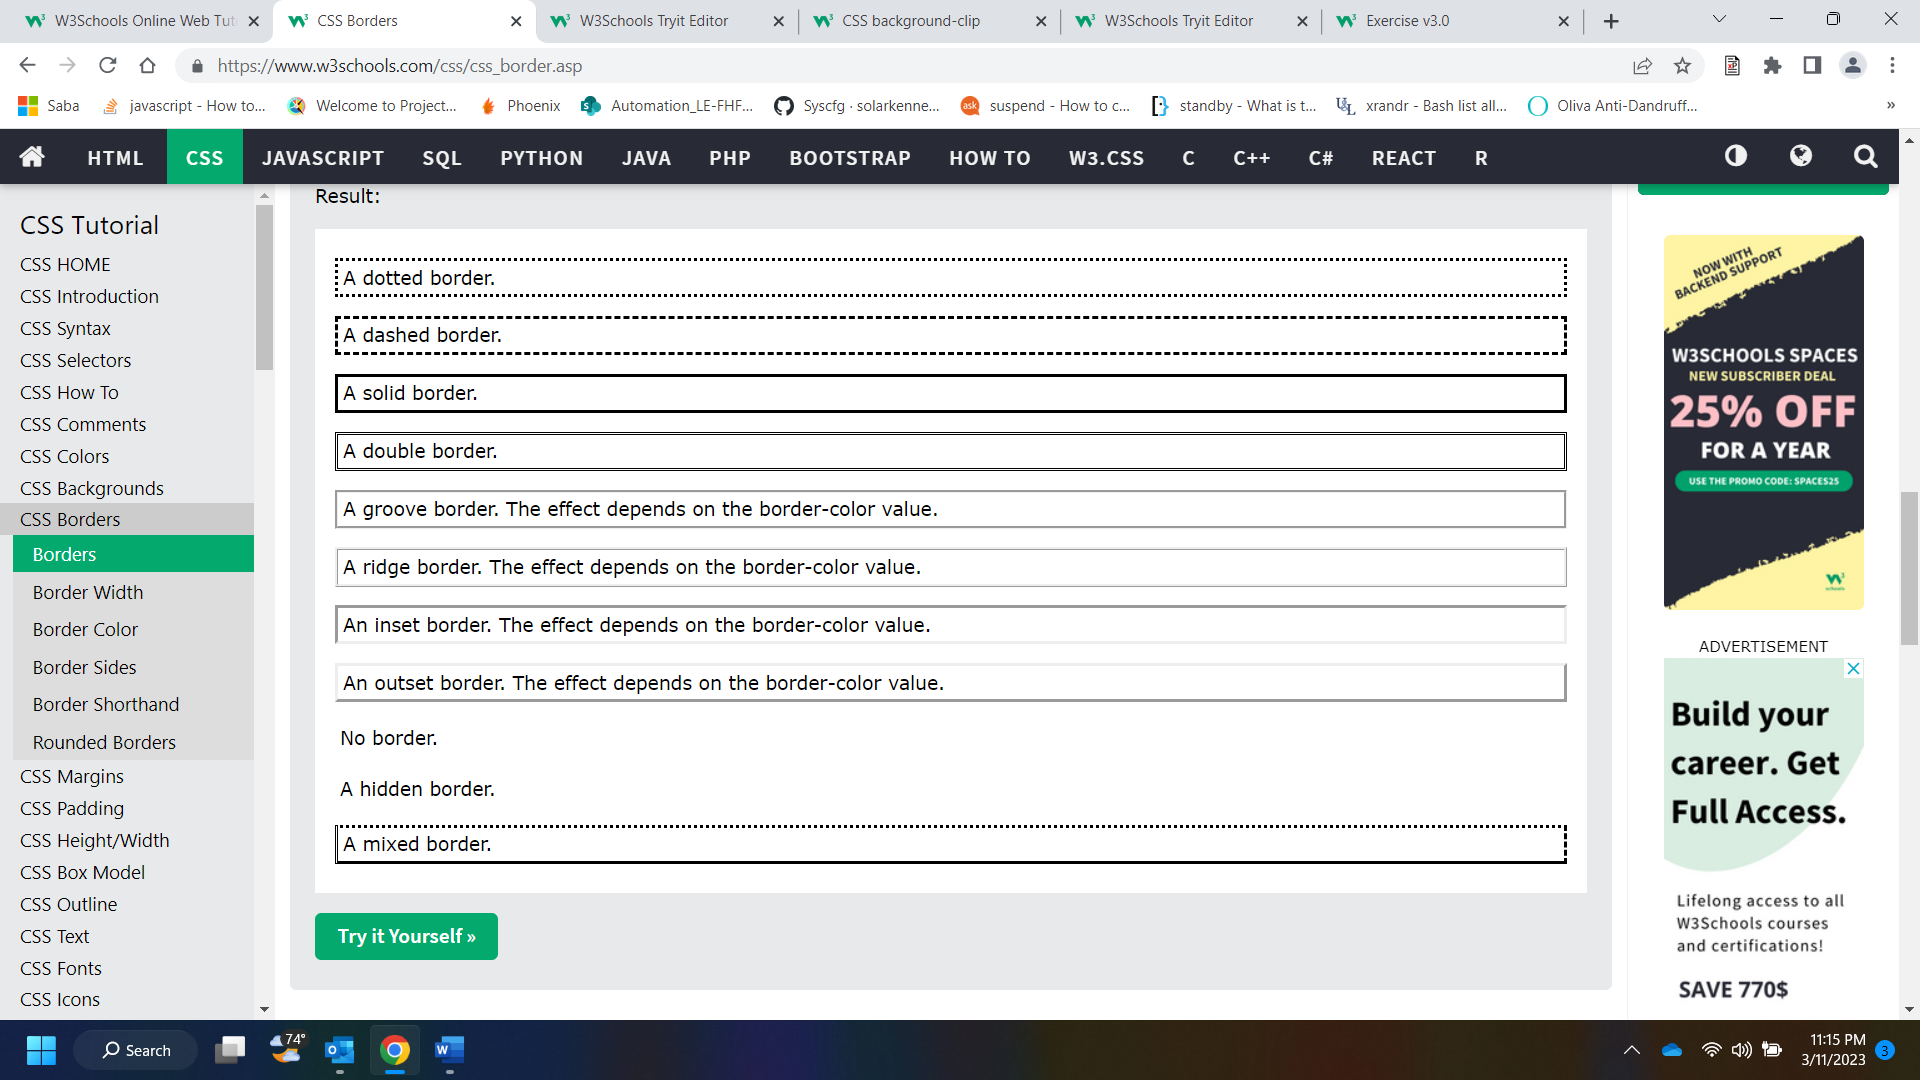 W3Schools Online Web Tut
CSS Borders
W3Schools Tryit Editor
CSS background-clip
W3Schools Tryit Editor
Exercise v3.0
https://www.w3schools.com/css/css_border.asp
Saba
javascript - How to...
Welcome to Project...
Phoenix
Automation_LE-FHF...
Syscfg · solarkenne...
ask
suspend - How to c...
standby - What is t...
xrandr - Bash list all...
Oliva Anti-Dandruff...
»
HTML
CSS
JAVASCRIPT
SQL
PYTHON
JAVA
PHP
BOOTSTRAP
HOW TO
W3.CSS
C
C++
C#
REACT
R
CSS Tutorial
CSS HOME
CSS Introduction
CSS Syntax
CSS Selectors
CSS How To
CSS Comments
CSS Colors
CSS Backgrounds
CSS Borders
Borders
Border Width
Border Color
Border Sides
Border Shorthand
Rounded Borders
CSS Margins
CSS Padding
CSS Height/Width
CSS Box Model
CSS Outline
CSS Text
CSS Fonts
CSS Icons
Result:
A dotted border.
A dashed border.
A solid border.
A double border.
A groove border. The effect depends on the border-color value.
A ridge border. The effect depends on the border-color value.
An inset border. The effect depends on the border-color value.
An outset border. The effect depends on the border-color value.
No border.
A hidden border.
A mixed border.
Try it Yourself »
NOW WITH
BACKEND SUPPORT
W3SCHOOLS SPACES
NEW SUBSCRIBER DEAL
25% OFF
FOR A YEAR
USE THE PROMO CODE: SPACES25
ADVERTISEMENT
Build your
career. Get
Full Access.
Lifelong access to all
W3Schools courses
and certifications!
SAVE 770$
Search
74°
11:15 PM
3/11/2023
3